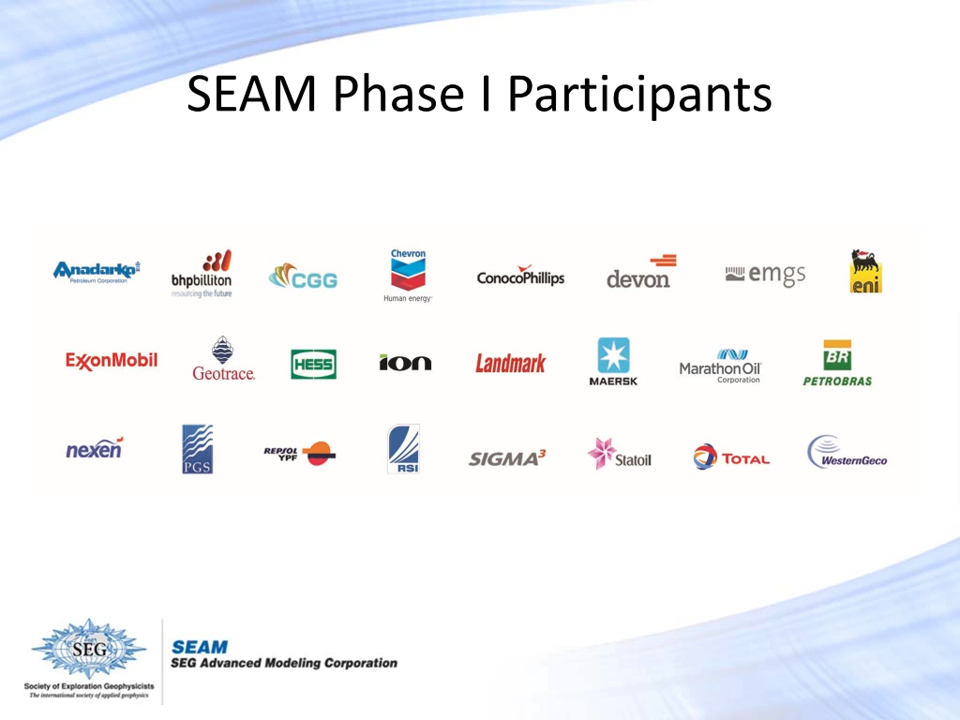 SEAM Phase I Participants
Anadarko
Petroleum Corporation
bhpbilliton
resourcing the future
CGG
Chevron
Human energy
ConocoPhillips
devon
emgs
eni
ExxonMobil
Geotrace
HESS
ion
Landmark
MAERSK
Marathon Oil
Corporation
BR
PETROBRAS
nexen
PGS
REPSOL
YPF
RSI
SIGMA³
Statoil
TOTAL
WesternGeco
SEG
Society of Exploration Geophysicists
The international society of applied geophysics
SEAM
SEG Advanced Modeling Corporation